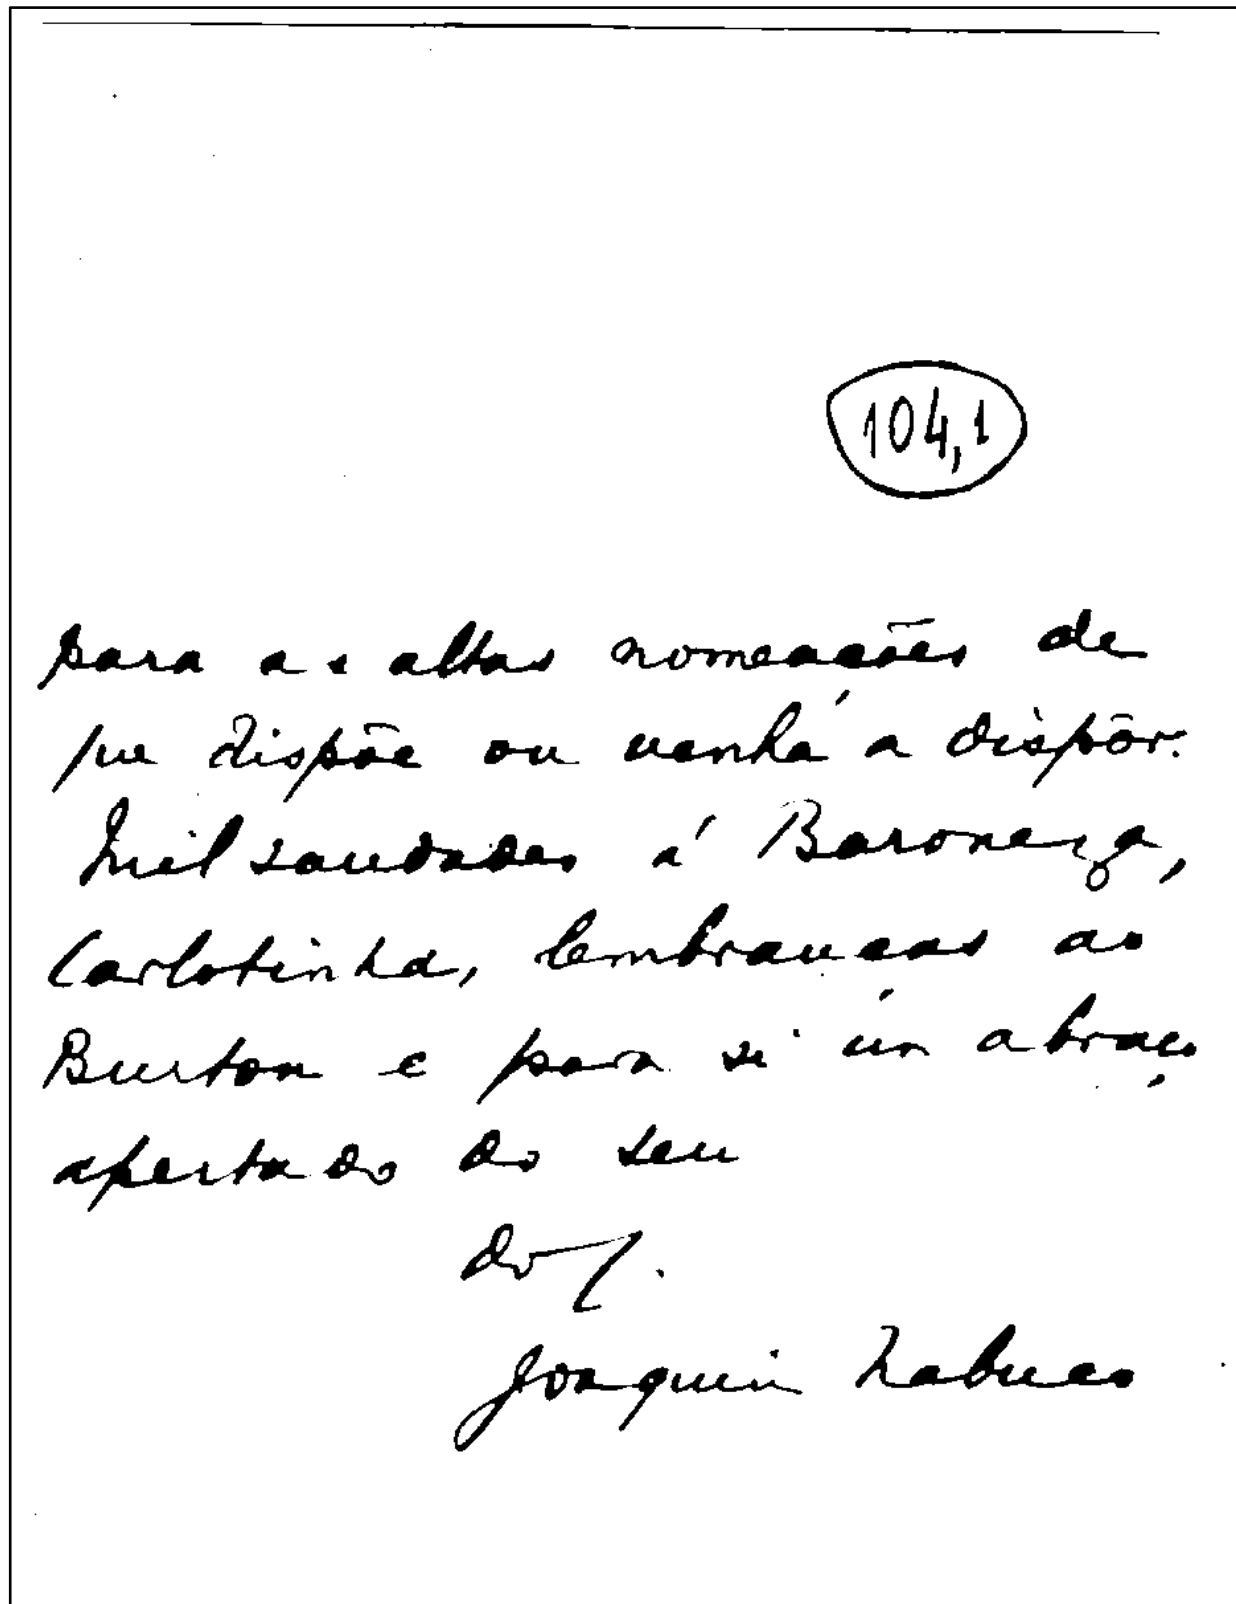 104,1
para as altas nomeações de
que dispõe ou venha a dispôr.
Mil saudades á Baroneza,
Carlotinha, lembranças ao
Burton e para si um abraço
apertado do seu
do C.
Joaquim Nabuco